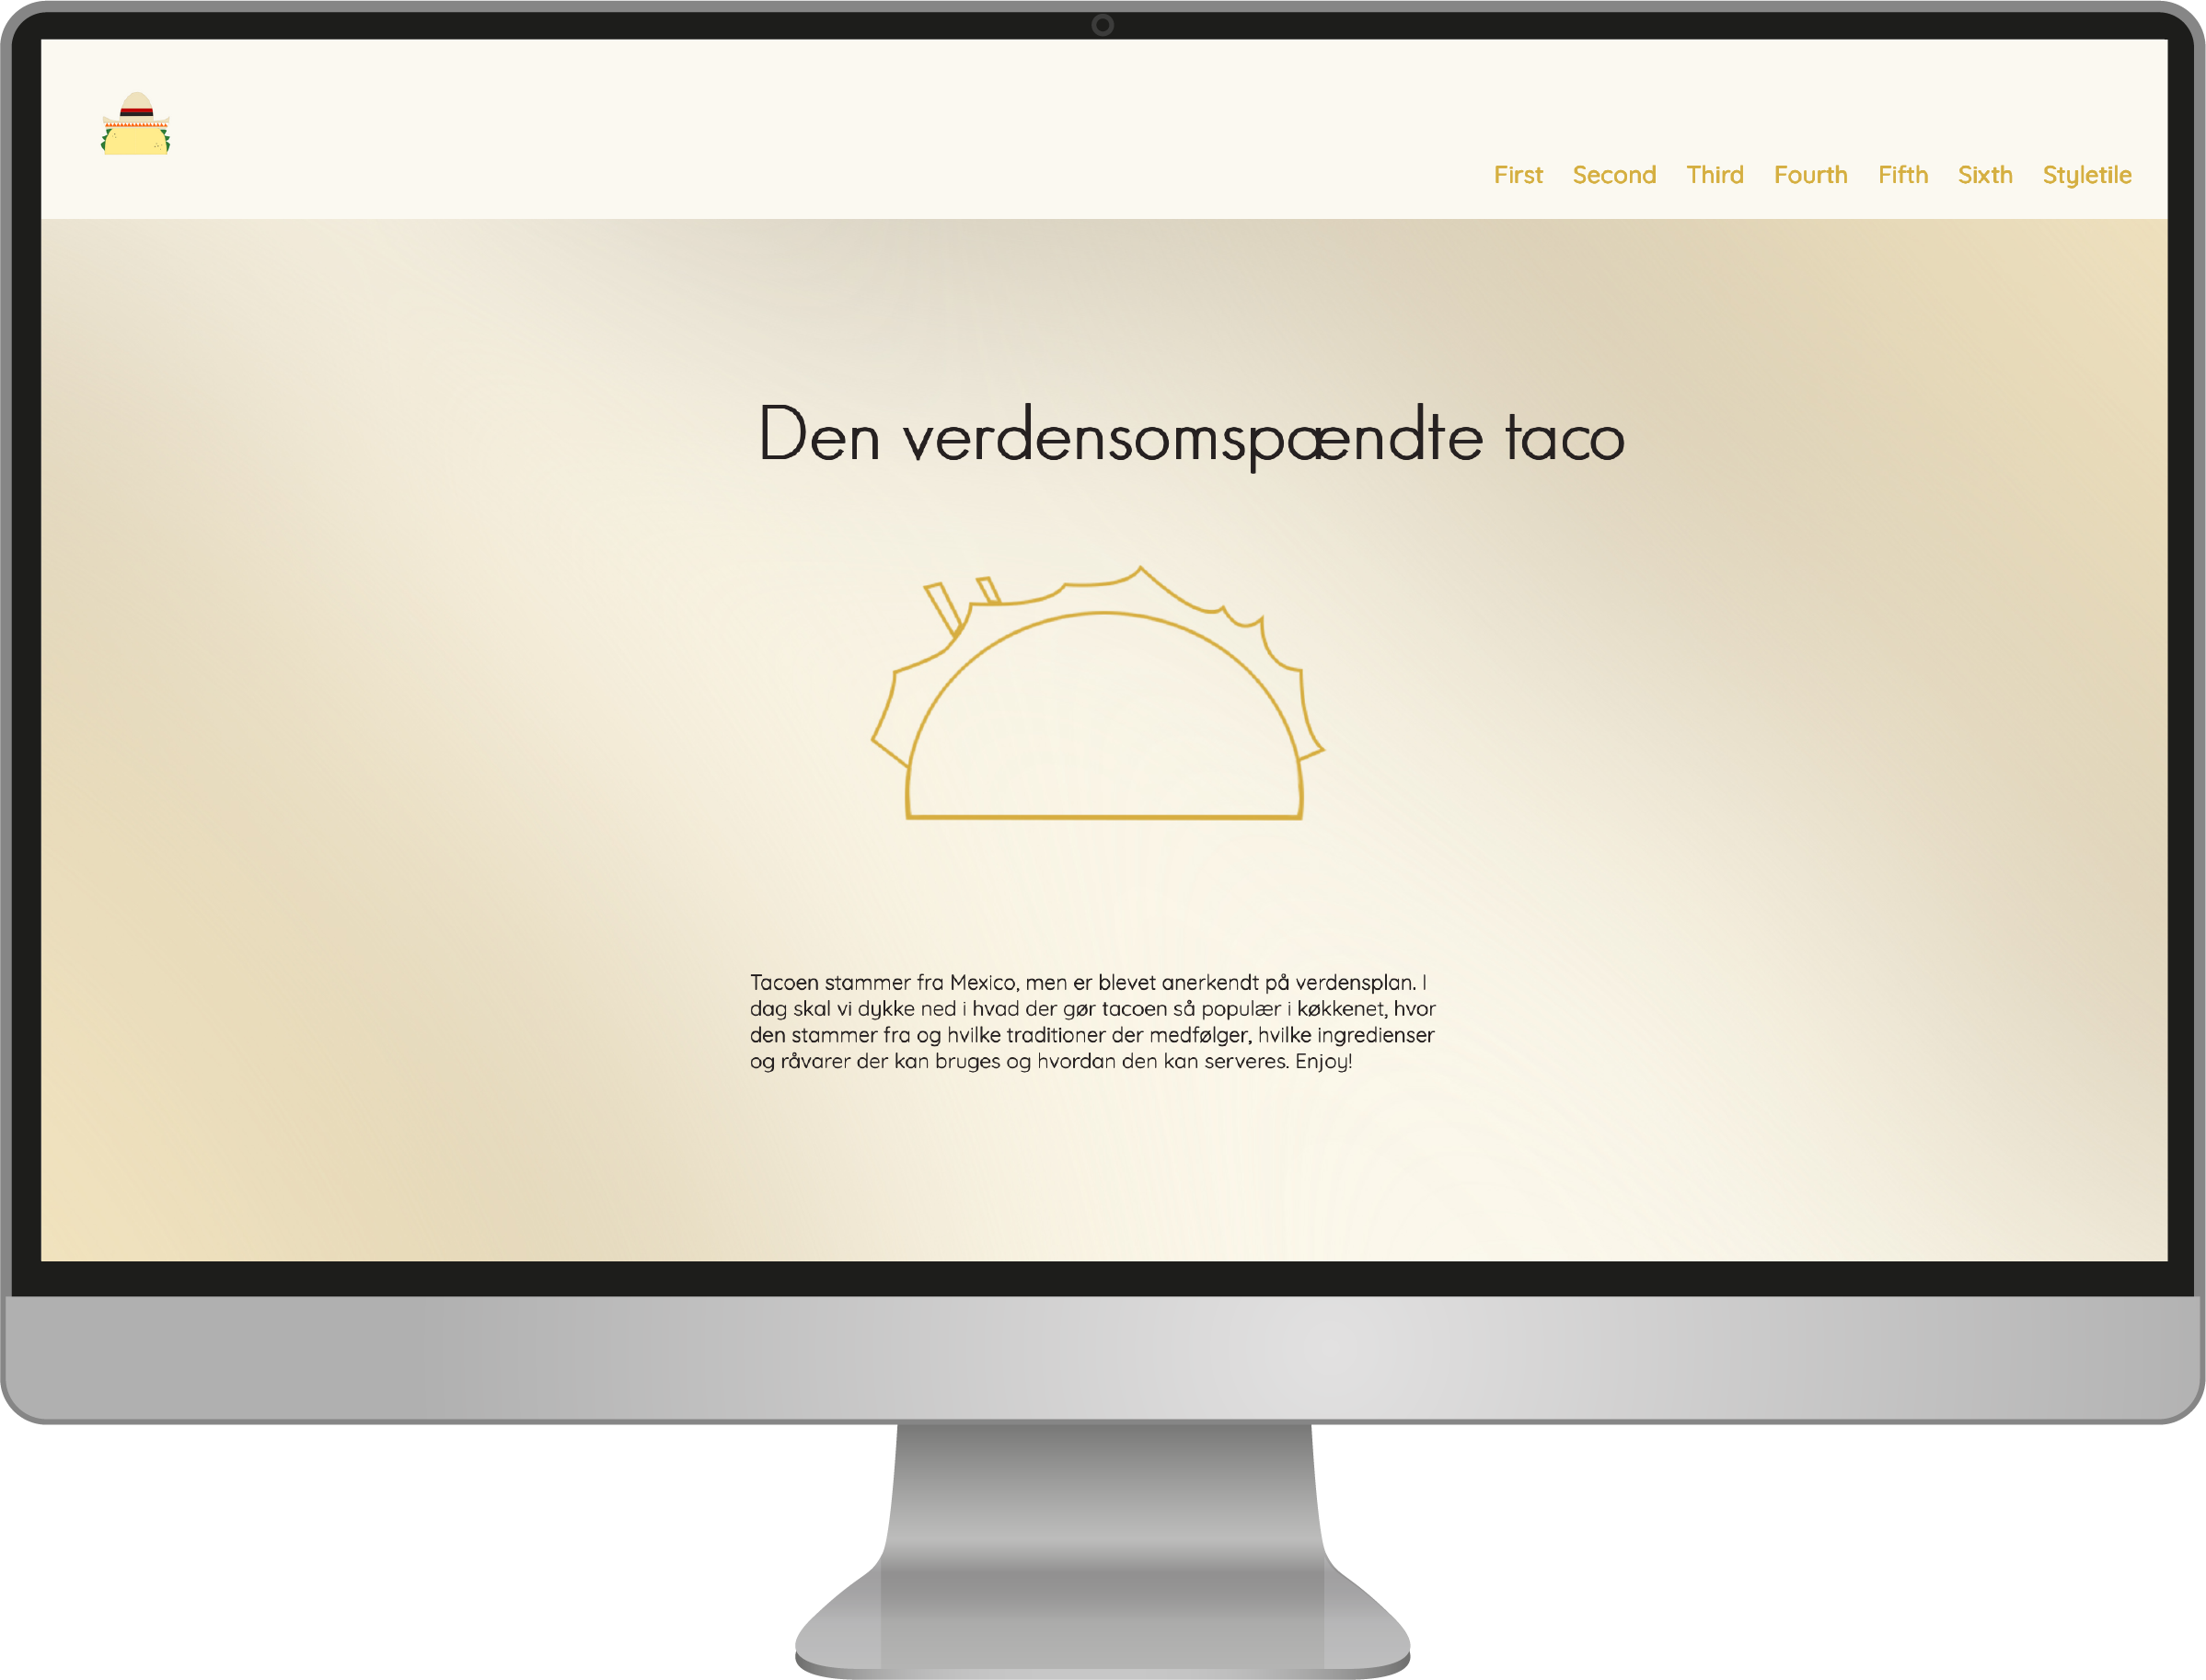 First Second Third Fourth Fifth Sixth Styletile
Den verdensomspændte taco
Tacoen stammer fra Mexico, men er blevet anerkendt på verdensplan. I
dag skal vi dykke ned i hvad der gør tacoen så populær i køkkenet, hvor
den stammer fra og hvilke traditioner der medfølger, hvilke ingredienser
og råvarer der kan bruges og hvordan den kan serveres. Enjoy!